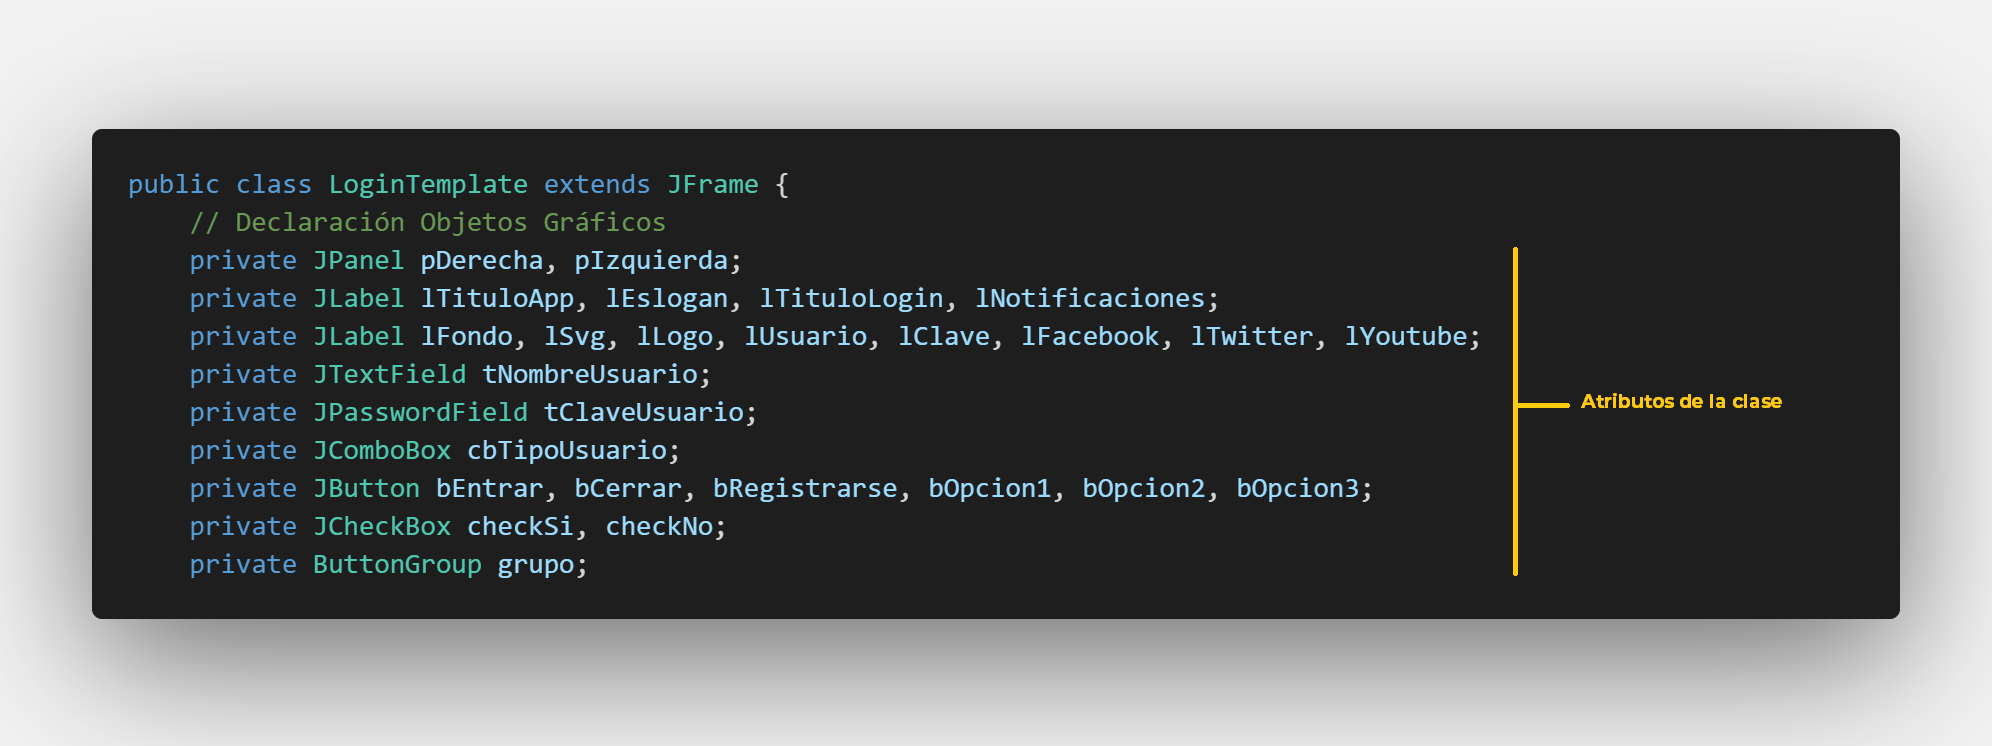 public class LoginTemplate extends JFrame {
// Declaración Objetos Gráficos
private JPanel pDerecha, pIzquierda;
private JLabel lTituloApp, lEslogan, lTituloLogin, lNotificaciones;
private JLabel lFondo, lSvg, lLogo, lUsuario, lClave, lFacebook, lTwitter, lYoutube;
private JTextField tNombreUsuario;
private JPasswordField tClaveUsuario;
private JComboBox cbTipoUsuario;
private JButton bEntrar, bCerrar, bRegistrarse, bOpcion1, bOpcion2, bOpcion3;
private JCheckBox checkSi, checkNo;
private ButtonGroup grupo;
Atributos de la clase